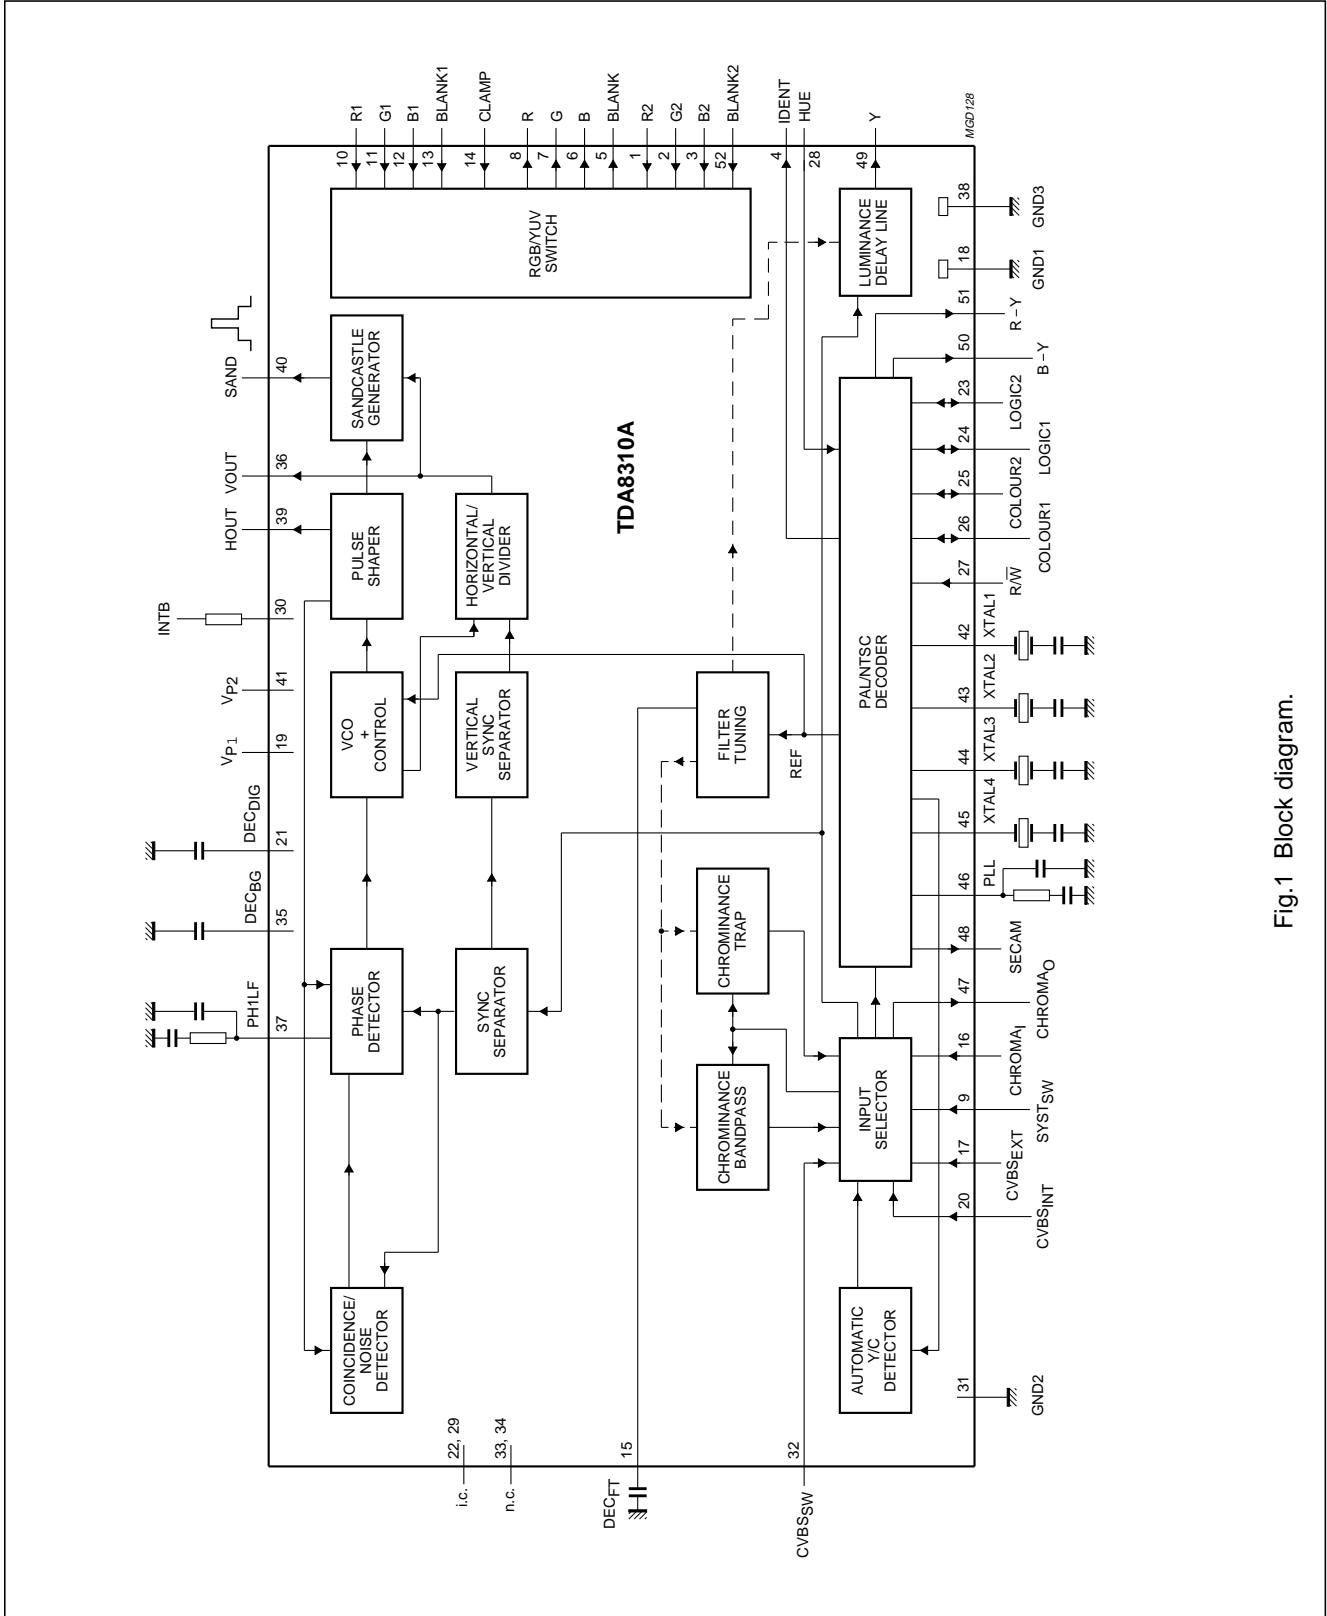 SAND
40
VOUT
36
HOUT
39
INTB
30
VP2
41
VP1
19
DECDIG
21
DECBG
35
PH1LF
37
SANDCASTLE
GENERATOR
PULSE
SHAPER
HORIZONTAL/
VERTICAL
DIVIDER
VCO
+
CONTROL
VERTICAL
SYNC
SEPARATOR
PHASE
DETECTOR
SYNC
SEPARATOR
COINCIDENCE/
NOISE
DETECTOR
RGB/YUV
SWITCH
10
R1
11
G1
12
B1
13
BLANK1
14
CLAMP
8
R
7
G
6
B
5
BLANK
1
R2
2
G2
3
B2
52
BLANK2
4
IDENT
28
HUE
49
Y
MGD128
TDA8310A
FILTER
TUNING
REF
CHROMINANCE
TRAP
CHROMINANCE
BANDPASS
LUMINANCE
DELAY LINE
PAL/NTSC
DECODER
INPUT
SELECTOR
AUTOMATIC
Y/C
DETECTOR
i.c.
22, 29
n.c.
33, 34
DECFT
15
CVBSSW
32
31
GND2
20
CVBSINT
17
CVBSEXT
9
SYSTSW
16
CHROMAI
47
CHROMAO
48
SECAM
46
PLL
45
XTAL4
44
XTAL3
43
XTAL2
42
XTAL1
27
R/W
26
COLOUR1
25
COLOUR2
24
LOGIC1
23
LOGIC2
50
B−Y
51
R−Y
18
GND1
38
GND3
Fig.1 Block diagram.